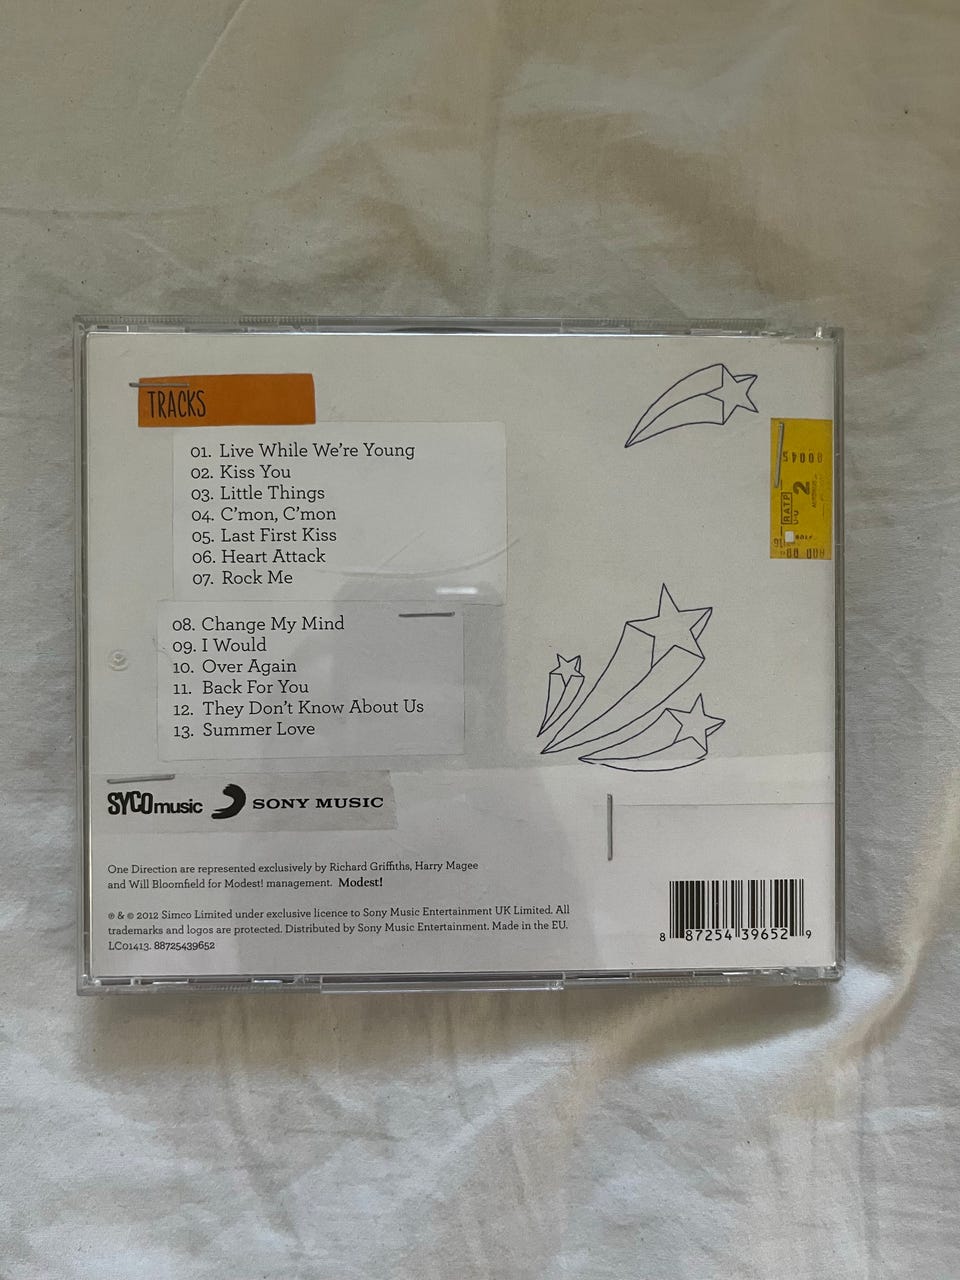 TRACKS
01. Live While We're Young
02. Kiss You
03. Little Things
04. C'mon, C'mon
05. Last First Kiss
06. Heart Attack
07. Rock Me
08. Change My Mind
09. I Would
10. Over Again
11. Back For You
12. They Don't Know About Us
13. Summer Love
SYCOmusic SONY MUSIC
One Direction are represented exclusively by Richard Griffiths, Harry Magee
and Will Bloomfield for Modest! management. Modest!
℗ & © 2012 Simco Limited under exclusive licence to Sony Music Entertainment UK Limited. All
trademarks and logos are protected. Distributed by Sony Music Entertainment. Made in the EU.
LC01413. 88725439652
RATP
2
8 87254 39652 9